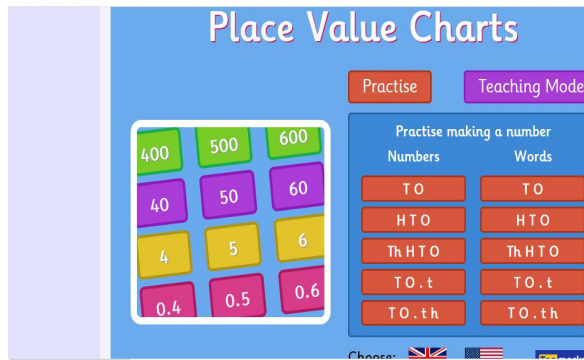 Place Value Charts
Practise Teaching Mode
400 500 600
40 50 60
4 5 6
0.4 0.5 0.6
Practise making a number
Numbers Words
T O T O
H T O H T O
Th H T O Th H T O
T O . t T O . t
T O . th T O . th
Choose: